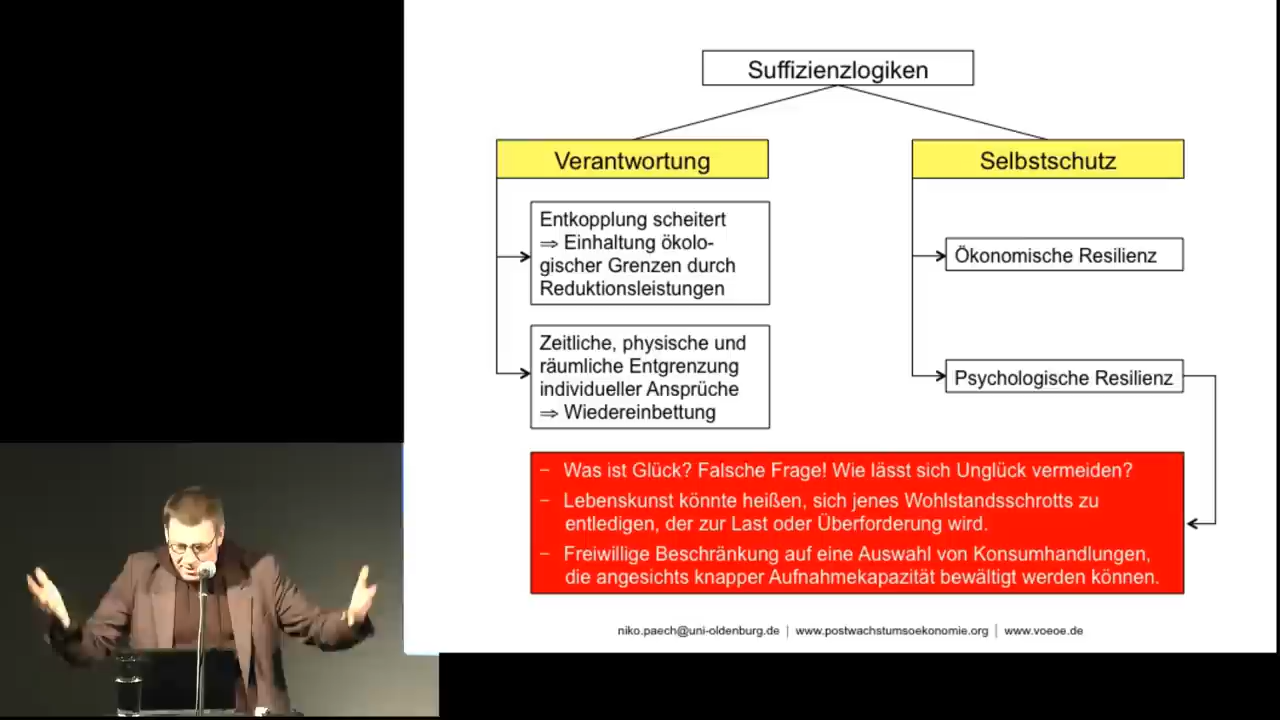 Suffizienzlogiken
Verantwortung
Entkopplung scheitert
⇒ Einhaltung ökolo-
gischer Grenzen durch
Reduktionsleistungen
Zeitliche, physische und
räumliche Entgrenzung
individueller Ansprüche
⇒ Wiedereinbettung
Selbstschutz
Ökonomische Resilienz
Psychologische Resilienz
– Was ist Glück? Falsche Frage! Wie lässt sich Unglück vermeiden?
– Lebenskunst könnte heißen, sich jenes Wohlstandsschrotts zu
entledigen, der zur Last oder Überforderung wird.
– Freiwillige Beschränkung auf eine Auswahl von Konsumhandlungen,
die angesichts knapper Aufnahmekapazität bewältigt werden können.
niko.paech@uni-oldenburg.de | www.postwachstumsoekonomie.org | www.voeoe.de